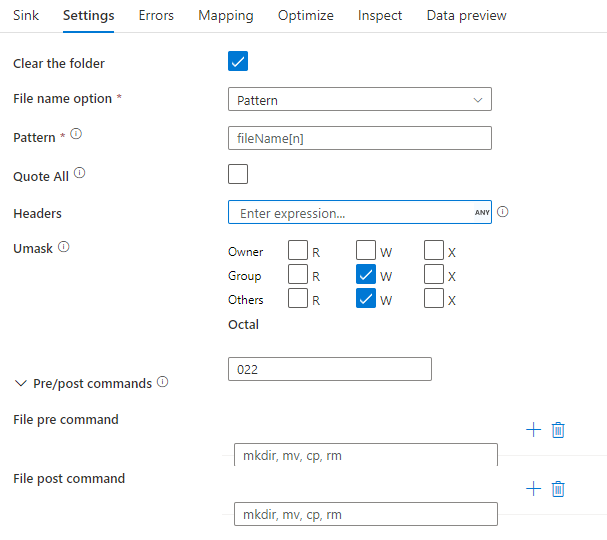 Sink Settings Errors Mapping Optimize Inspect Data preview
Clear the folder
File name option * Pattern
Pattern * fileName[n]
Quote All
Headers Enter expression... ANY
Umask Owner R W X
Group R W X
Others R W X
Octal
022
Pre/post commands
File pre command
mkdir, mv, cp, rm
File post command
mkdir, mv, cp, rm